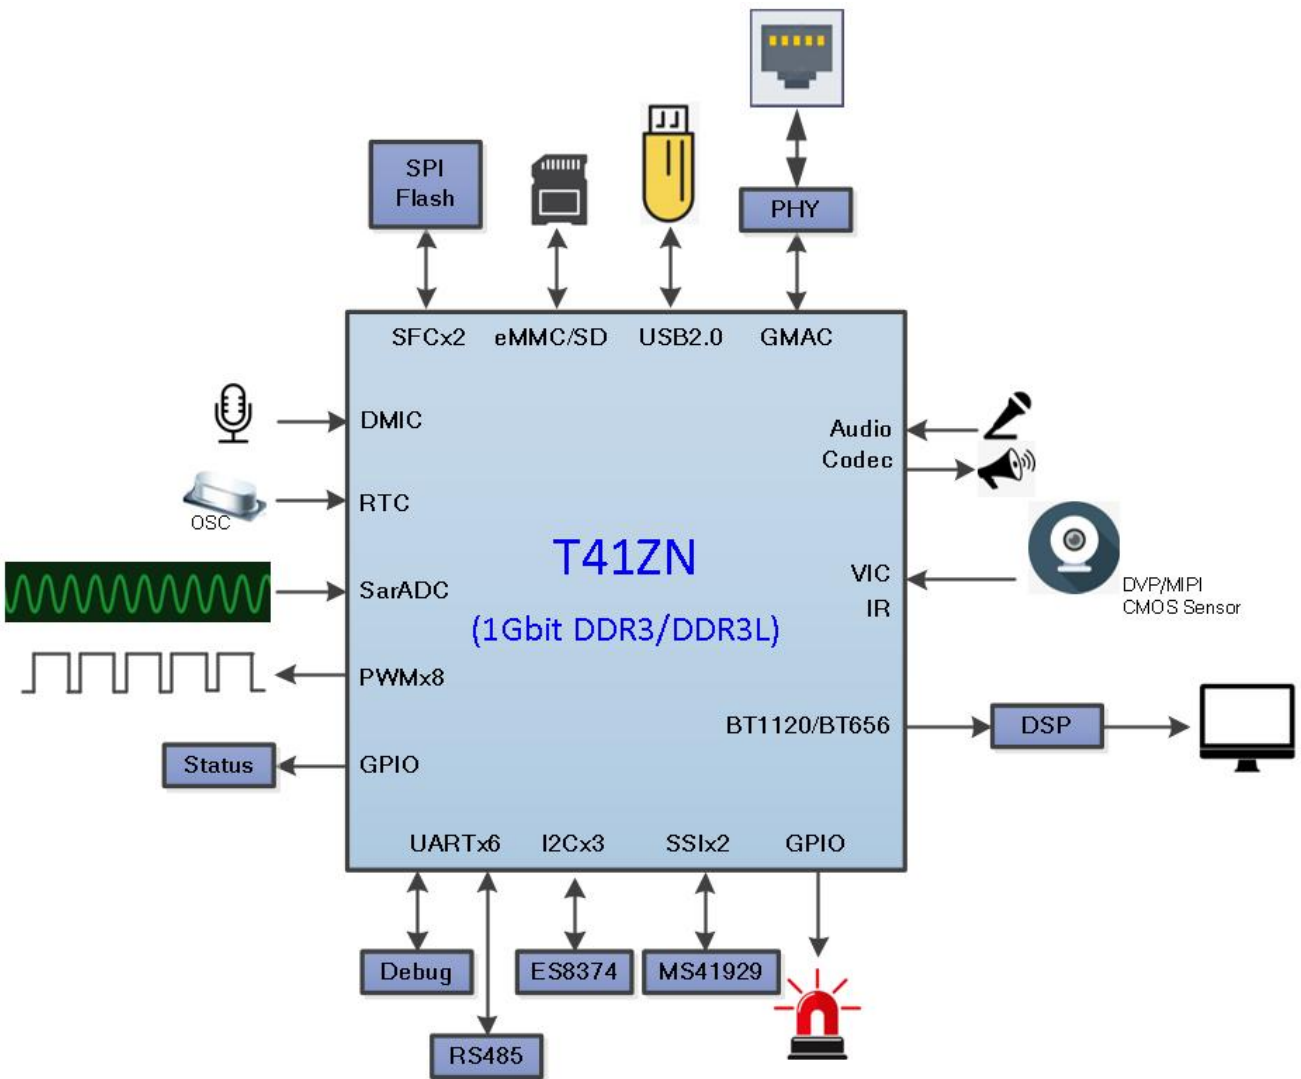 SPI
Flash
PHY
SFCx2 eMMC/SD USB2.0 GMAC
DMIC
Audio
Codec
RTC
OSC
T41ZN
(1Gbit DDR3/DDR3L)
SarADC
VIC
IR
DVP/MIPI
CMOS Sensor
PWMx8
BT1120/BT656
DSP
Status
GPIO
UARTx6 I2Cx3 SSIx2 GPIO
Debug
ES8374
MS41929
RS485